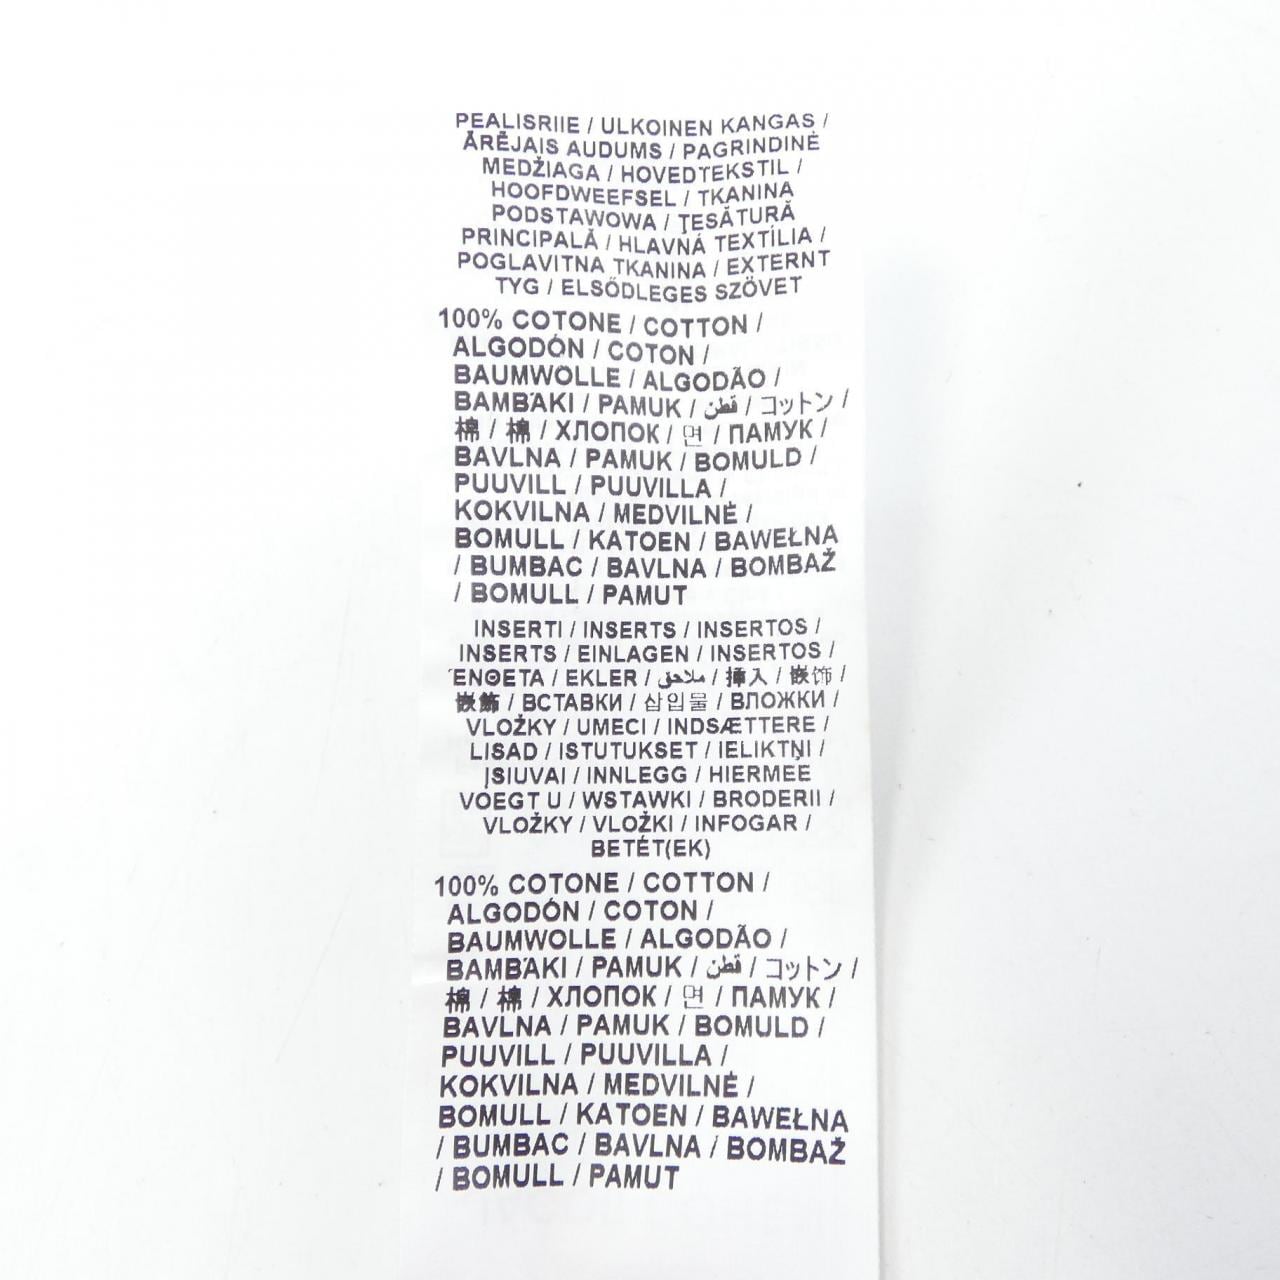 PEALISRIIE / ULKOINEN KANGAS /
ĀRĒJAIS AUDUMS / PAGRINDINĖ
MEDŽIAGA / HOVEDTEKSTIL /
HOOFDWEEFSEL / TKANINA
PODSTAWOWA / ŢESĂTURĂ
PRINCIPALĂ / HLAVNÁ TEXTÍLIA /
POGLAVITNA TKANINA / EXTERNT
TYG / ELSŐDLEGES SZÖVET
100% COTONE / COTTON /
ALGODÓN / COTON /
BAUMWOLLE / ALGODÃO /
ΒΑΜΒΆΚΙ / PAMUK / قطن / コットン /
棉 / 棉 / ХЛОПОК / 면 / ПАМУК /
BAVLNA / PAMUK / BOMULD /
PUUVILL / PUUVILLA /
KOKVILNA / MEDVILNĖ /
BOMULL / KATOEN / BAWEŁNA
/ BUMBAC / BAVLNA / BOMBAŽ
/ BOMULL / PAMUT
INSERTI / INSERTS / INSERTOS /
INSERTS / EINLAGEN / INSERTOS /
ΈΝΘΕΤΑ / EKLER / ملاحق / 挿入 / 嵌饰 /
嵌飾 / ВСТАВКИ / 삽입물 / ВЛОЖКИ /
VLOŽKY / UMECI / INDSÆTTERE /
LISAD / ISTUTUKSET / IELIKTŅI /
ĮSIUVAI / INNLEGG / HIERMEE
VOEGT U / WSTAWKI / BRODERII /
VLOŽKY / VLOŽKI / INFOGAR /
BETÉT(EK)
100% COTONE / COTTON /
ALGODÓN / COTON /
BAUMWOLLE / ALGODÃO /
ΒΑΜΒΆΚΙ / PAMUK / قطن / コットン /
棉 / 棉 / ХЛОПОК / 면 / ПАМУК /
BAVLNA / PAMUK / BOMULD /
PUUVILL / PUUVILLA /
KOKVILNA / MEDVILNĖ /
BOMULL / KATOEN / BAWEŁNA
/ BUMBAC / BAVLNA / BOMBAŽ
/ BOMULL / PAMUT